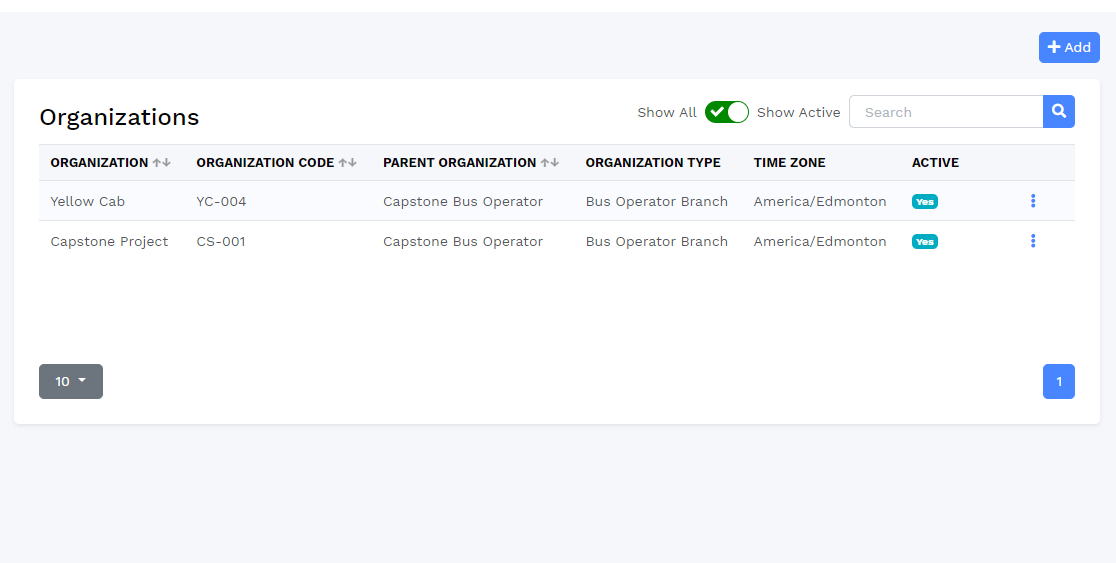 Add
Organizations
Show All Show Active Search
ORGANIZATION ORGANIZATION CODE PARENT ORGANIZATION ORGANIZATION TYPE TIME ZONE ACTIVE
Yellow Cab YC-004 Capstone Bus Operator Bus Operator Branch America/Edmonton Yes
Capstone Project CS-001 Capstone Bus Operator Bus Operator Branch America/Edmonton Yes
10 1